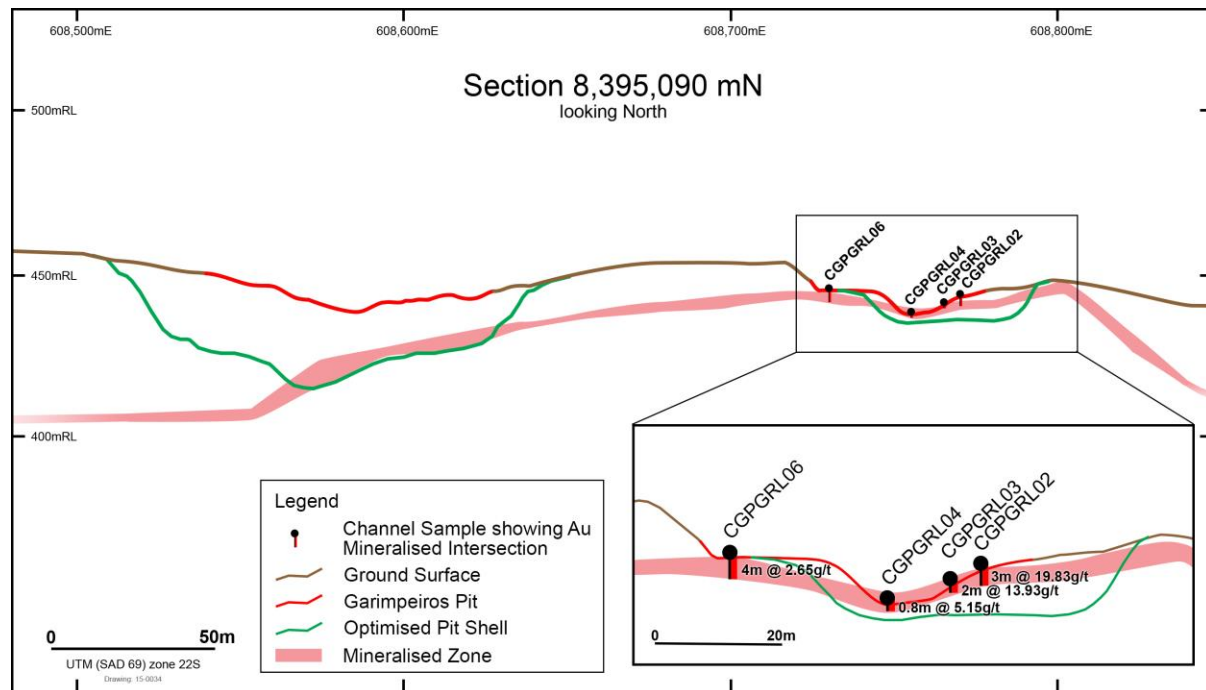 608,500mE
608,600mE
608,700mE
608,800mE
Section 8,395,090 mN
looking North
500mRL
450mRL
400mRL
CGPGRL06
CGPGRL04
CGPGRL03
CGPGRL02
Legend
Channel Sample showing Au
Mineralised Intersection
Ground Surface
Garimpeiros Pit
Optimised Pit Shell
Mineralised Zone
0 50m
UTM (SAD 69) zone 22S
Drawing: 15-0034
CGPGRL06
CGPGRL04
CGPGRL03
CGPGRL02
4m @ 2.65g/t
3m @ 19.83g/t
2m @ 13.93g/t
0.8m @ 5.15g/t
0 20m